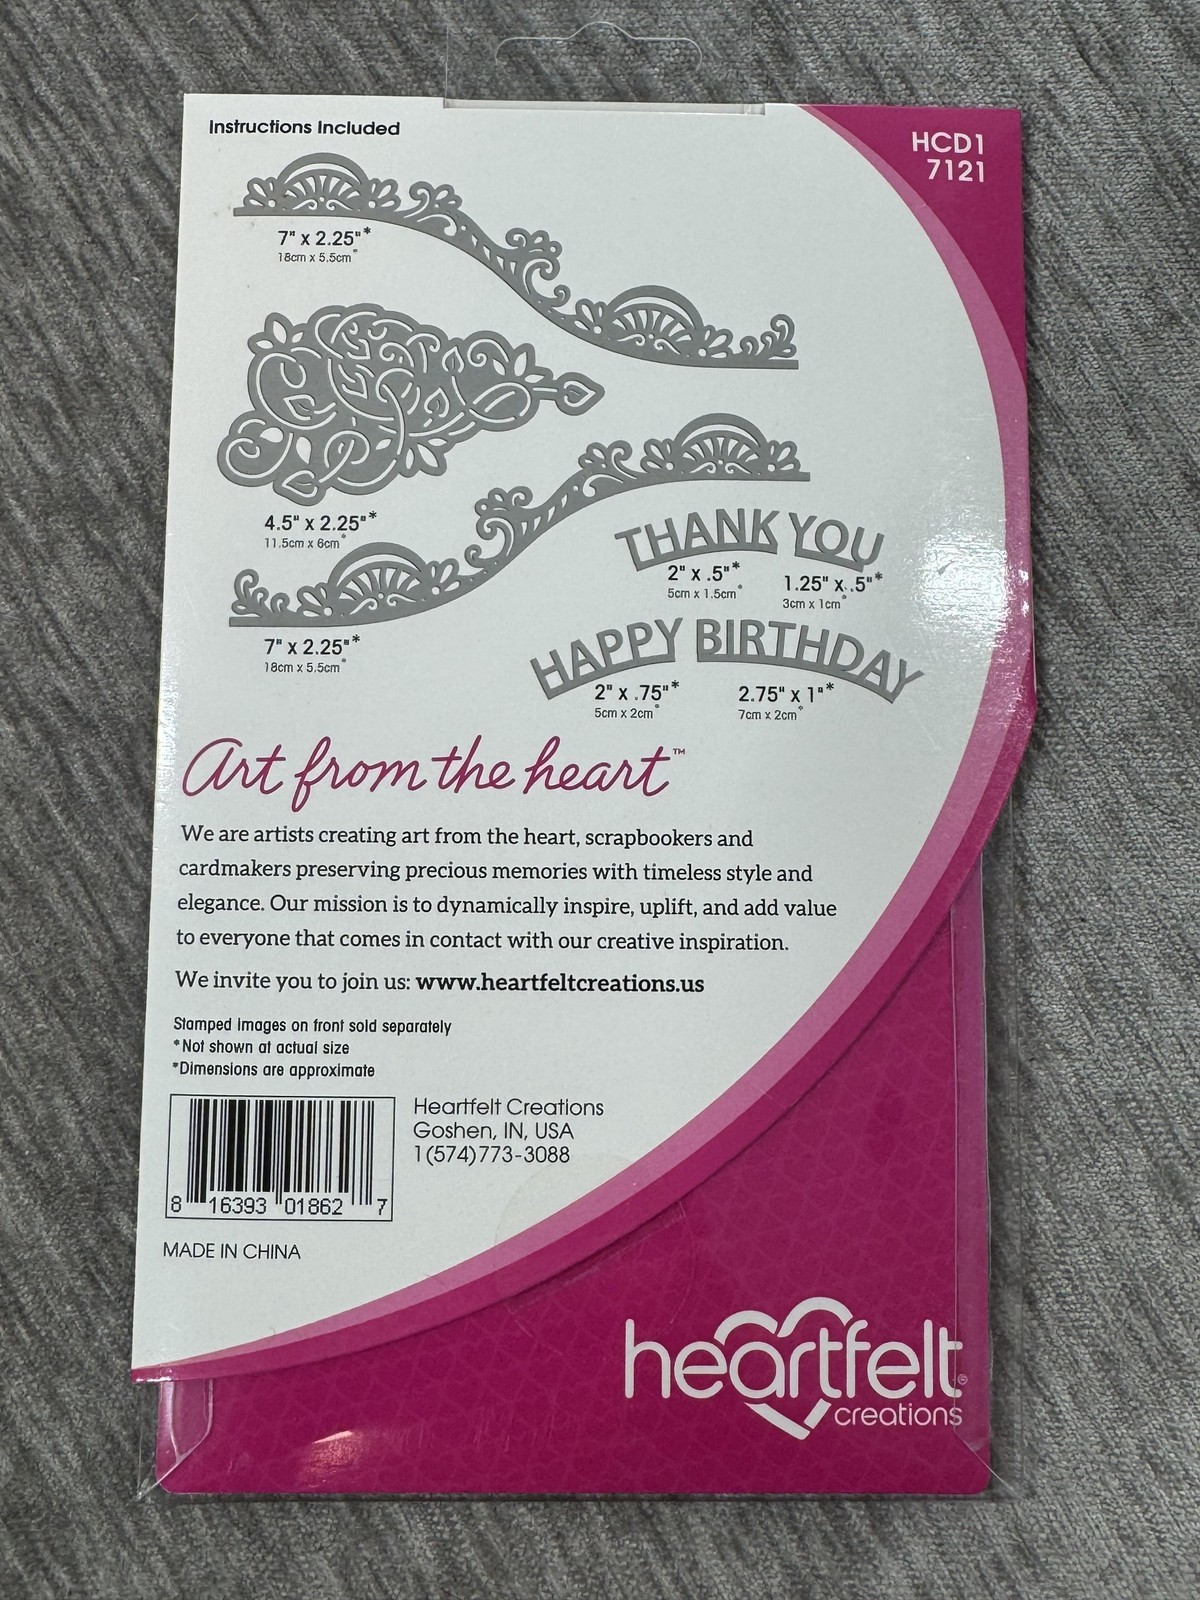 Instructions Included
HCD1
7121
7" x 2.25"*
18cm x 5.5cm*
4.5" x 2.25"*
11.5cm x 6cm*
THANK YOU
2" x .5"*
5cm x 1.5cm*
1.25" x .5"*
3cm x 1cm*
7" x 2.25"*
18cm x 5.5cm*
HAPPY BIRTHDAY
2" x .75"*
5cm x 2cm*
2.75" x 1"*
7cm x 2cm*
Art from the heart™
We are artists creating art from the heart, scrapbookers and
cardmakers preserving precious memories with timeless style and
elegance. Our mission is to dynamically inspire, uplift, and add value
to everyone that comes in contact with our creative inspiration.
We invite you to join us: www.heartfeltcreations.us
Stamped images on front sold separately
*Not shown at actual size
*Dimensions are approximate
Heartfelt Creations
Goshen, IN, USA
1(574)773-3088
8 16393 01862 7
MADE IN CHINA
heartfelt®
creations